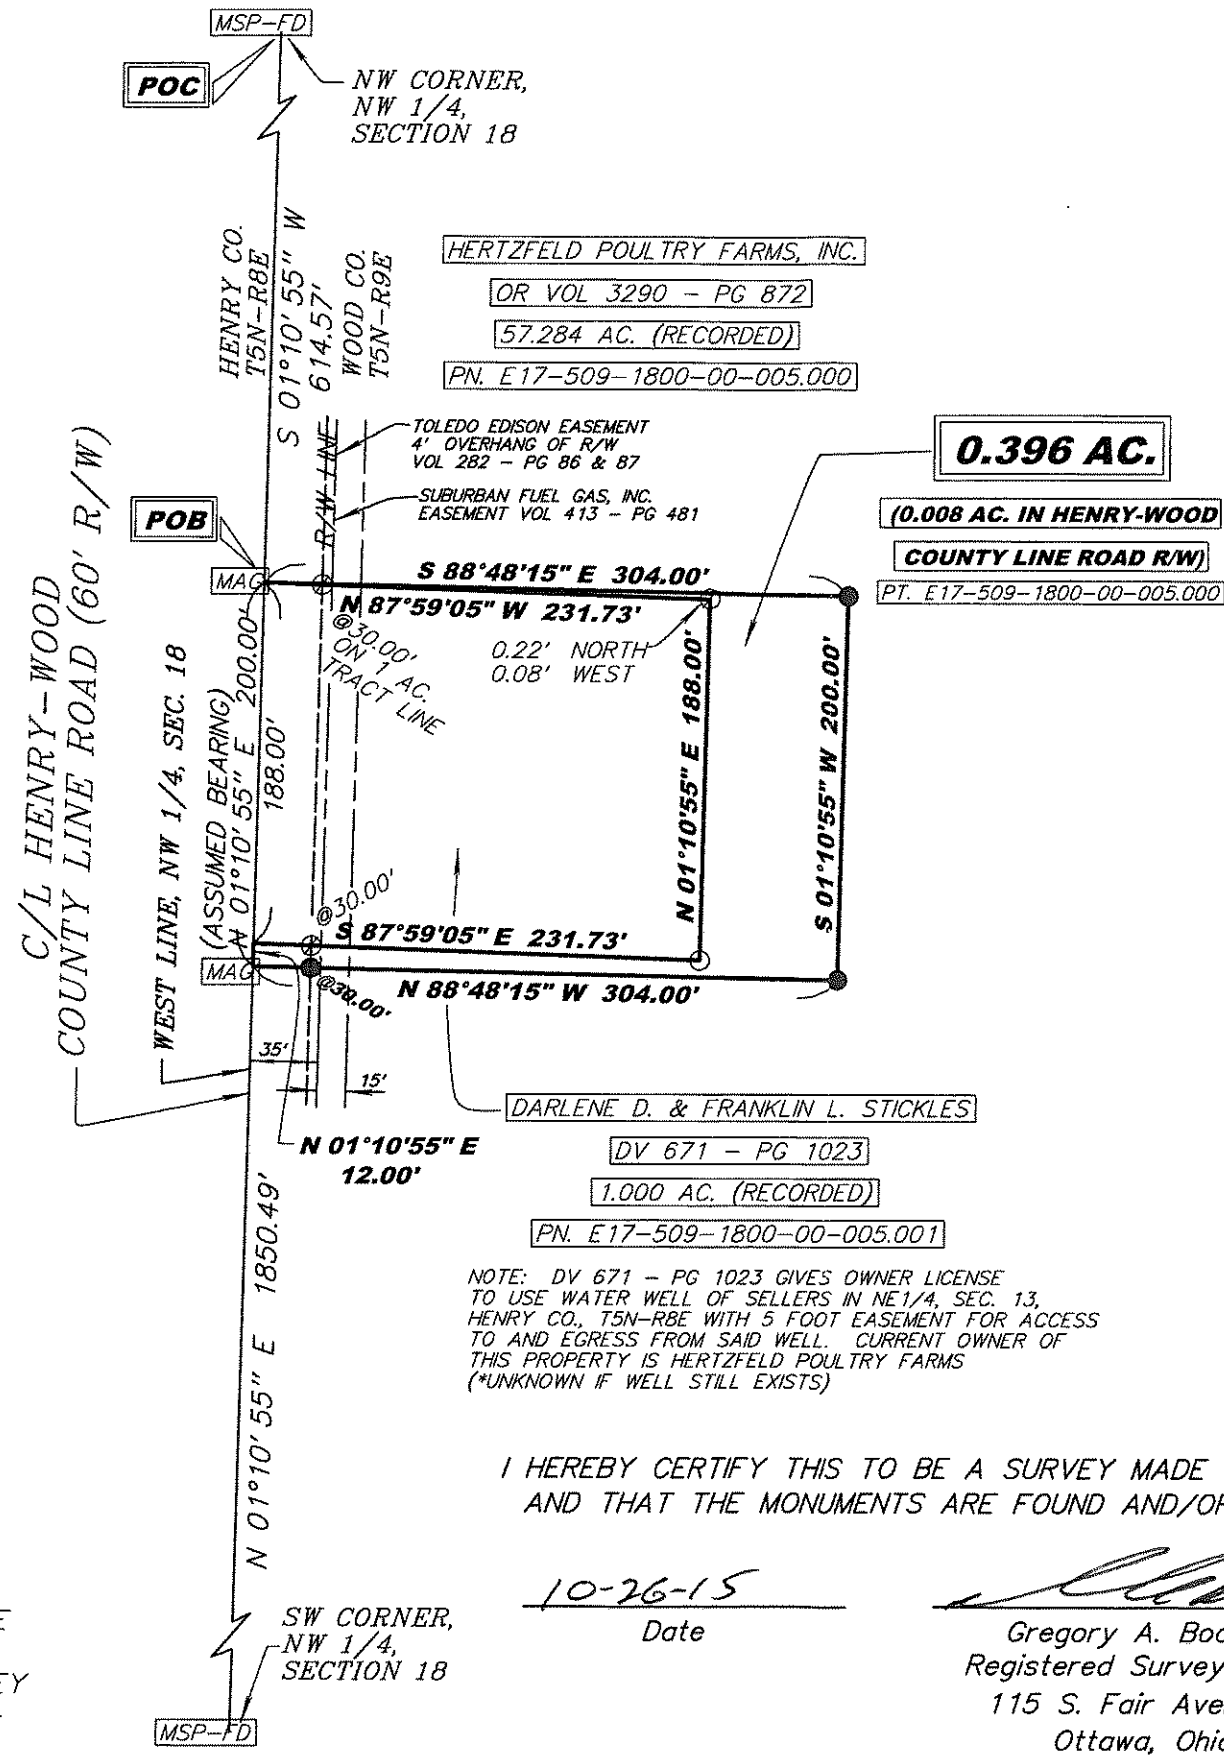 MSP-FD
POC
NW CORNER,
NW 1/4,
SECTION 18
HENRY CO.
T5N-R8E
S 01°10'55" W
614.57'
WOOD CO.
T5N-R9E
HERTZFELD POULTRY FARMS, INC.
OR VOL 3290 - PG 872
57.284 AC. (RECORDED)
PN. E17-509-1800-00-005.000
TOLEDO EDISON EASEMENT
4' OVERHANG OF R/W
VOL 282 - PG 86 & 87
SUBURBAN FUEL GAS, INC.
EASEMENT VOL 413 - PG 481
R/W LINE
0.396 AC.
(0.008 AC. IN HENRY-WOOD
COUNTY LINE ROAD R/W)
PT. E17-509-1800-00-005.000
POB
MAG
S 88°48'15" E 304.00'
N 87°59'05" W 231.73'
@30.00'
ON 1 AC.
TRACT LINE
0.22' NORTH
0.08' WEST
C/L HENRY-WOOD
COUNTY LINE ROAD (60' R/W)
WEST LINE, NW 1/4, SEC. 18
(ASSUMED BEARING)
N 01°10'55" E 200.00'
188.00'
N 01°10'55" E 188.00'
S 01°10'55" W 200.00'
@30.00'
S 87°59'05" E 231.73'
MAG
@30.00'
N 88°48'15" W 304.00'
35'
15'
N 01°10'55" E
12.00'
DARLENE D. & FRANKLIN L. STICKLES
DV 671 - PG 1023
1.000 AC. (RECORDED)
PN. E17-509-1800-00-005.001
NOTE: DV 671 - PG 1023 GIVES OWNER LICENSE
TO USE WATER WELL OF SELLERS IN NE1/4, SEC. 13,
HENRY CO., T5N-R8E WITH 5 FOOT EASEMENT FOR ACCESS
TO AND EGRESS FROM SAID WELL. CURRENT OWNER OF
THIS PROPERTY IS HERTZFELD POULTRY FARMS
(*UNKNOWN IF WELL STILL EXISTS)
N 01°10'55" E 1850.49'
I HEREBY CERTIFY THIS TO BE A SURVEY MADE
AND THAT THE MONUMENTS ARE FOUND AND/OR
10-26-15
Date
Gregory A. Boc
Registered Survey
115 S. Fair Ave
Ottawa, Ohio
SW CORNER,
NW 1/4,
SECTION 18
MSP-FD
E
EY